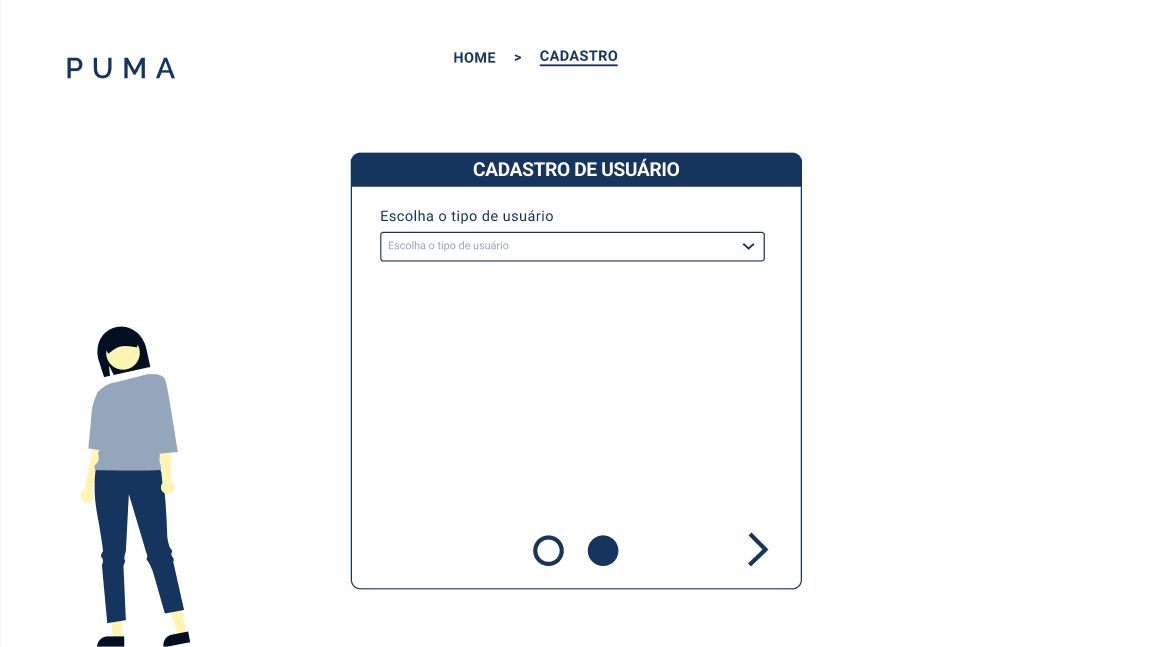 PUMA
HOME > CADASTRO
CADASTRO DE USUÁRIO
Escolha o tipo de usuário
Escolha o tipo de usuário